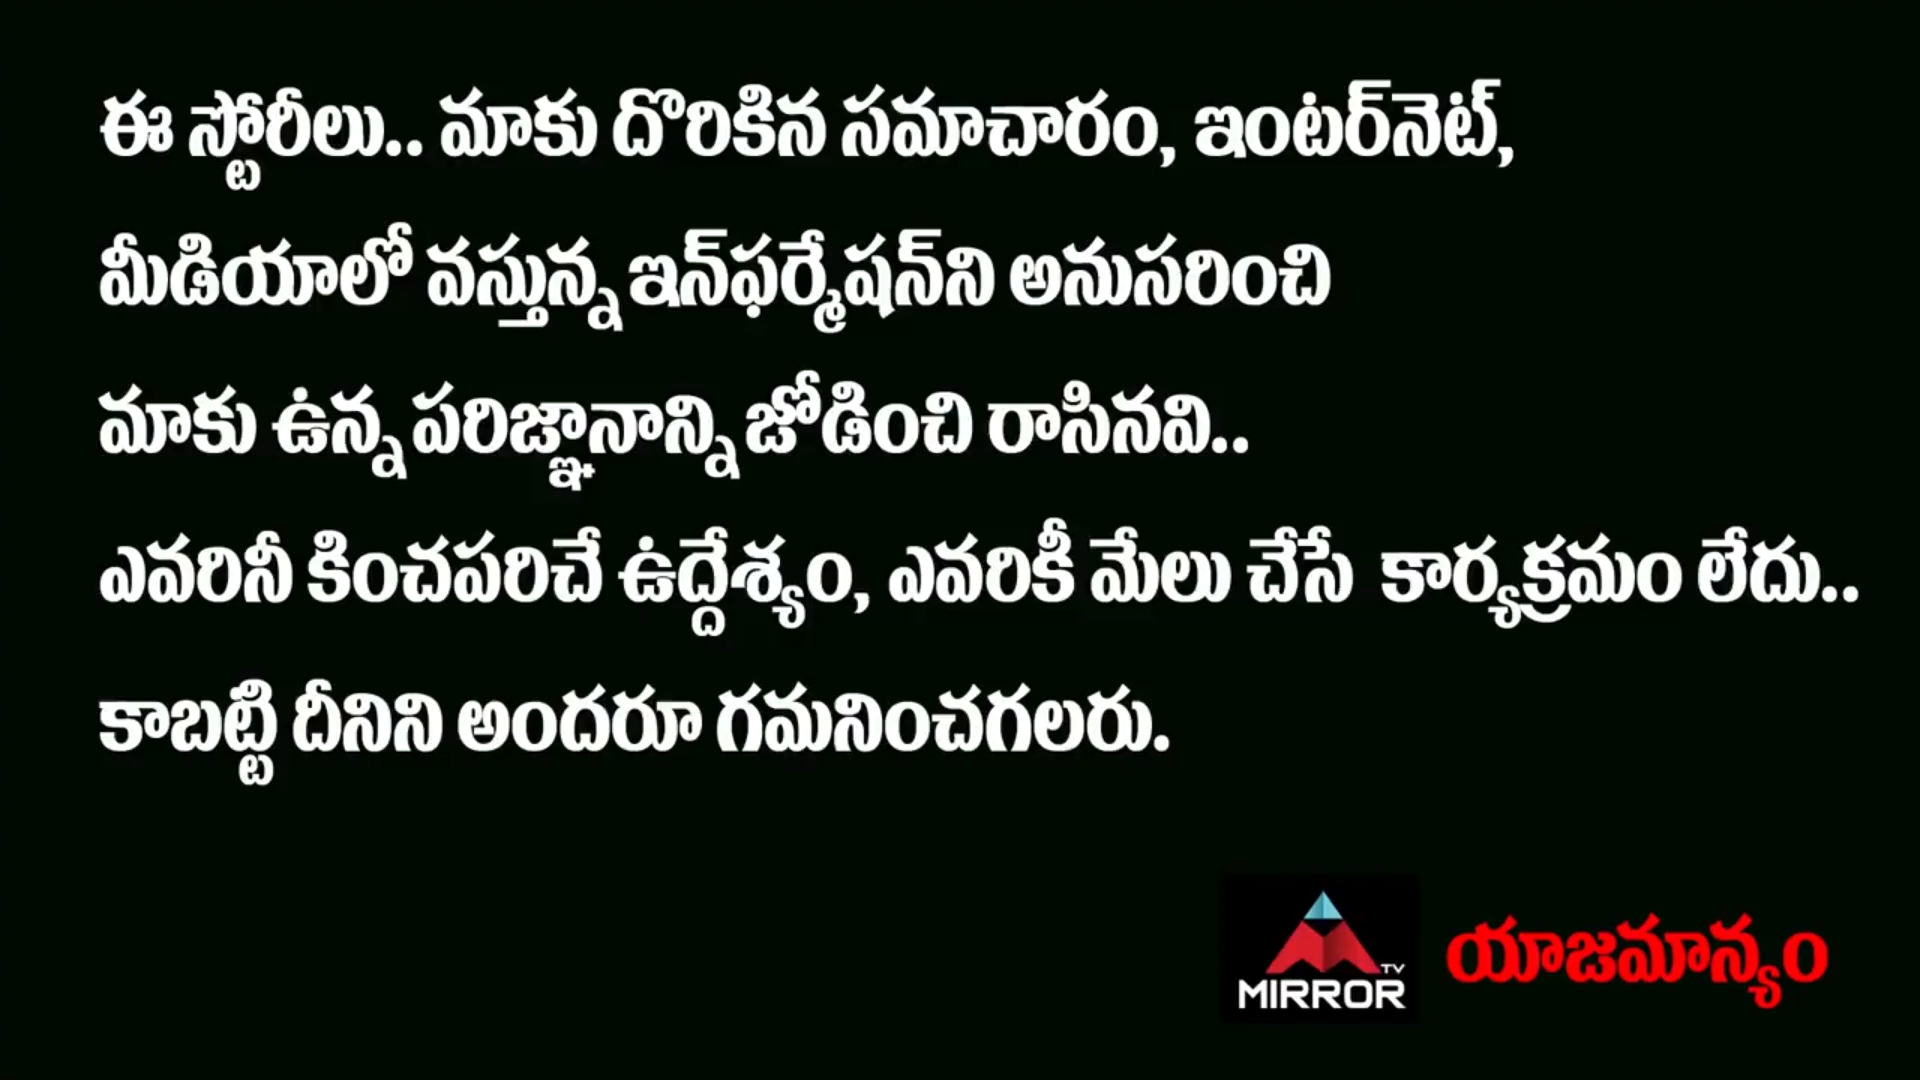 ఈ స్టోరీలు.. మాకు దొరికిన సమాచారం, ఇంటర్‌నెట్,
మీడియాలో వస్తున్న ఇన్‌ఫర్మేషన్‌ని అనుసరించి
మాకు ఉన్న పరిజ్ఞానాన్ని జోడించి రాసినవి..
ఎవరినీ కించపరిచే ఉద్దేశ్యం, ఎవరికీ మేలు చేసే కార్యక్రమం లేదు..
కాబట్టి దీనిని అందరూ గమనించగలరు.
TV
MIRROR
యాజమాన్యం